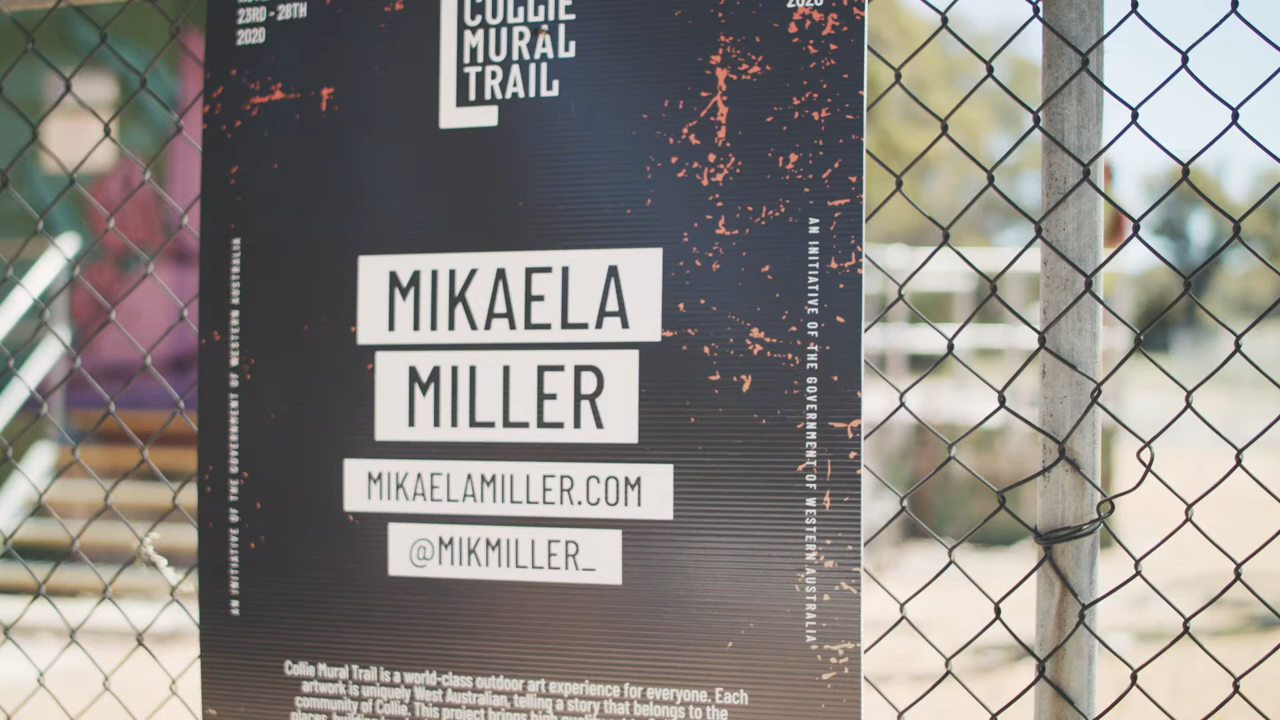 23RD - 28TH
2020
2020
COLLIE
MURAL
TRAIL
MIKAELA
MILLER
MIKAELAMILLER.COM
@MIKMILLER_
AN INITIATIVE OF THE GOVERNMENT OF WESTERN AUSTRALIA
AN INITIATIVE OF THE GOVERNMENT OF WESTERN AUSTRALIA
Collie Mural Trail is a world-class outdoor art experience for everyone. Each
artwork is uniquely West Australian, telling a story that belongs to the
community of Collie. This project brings high